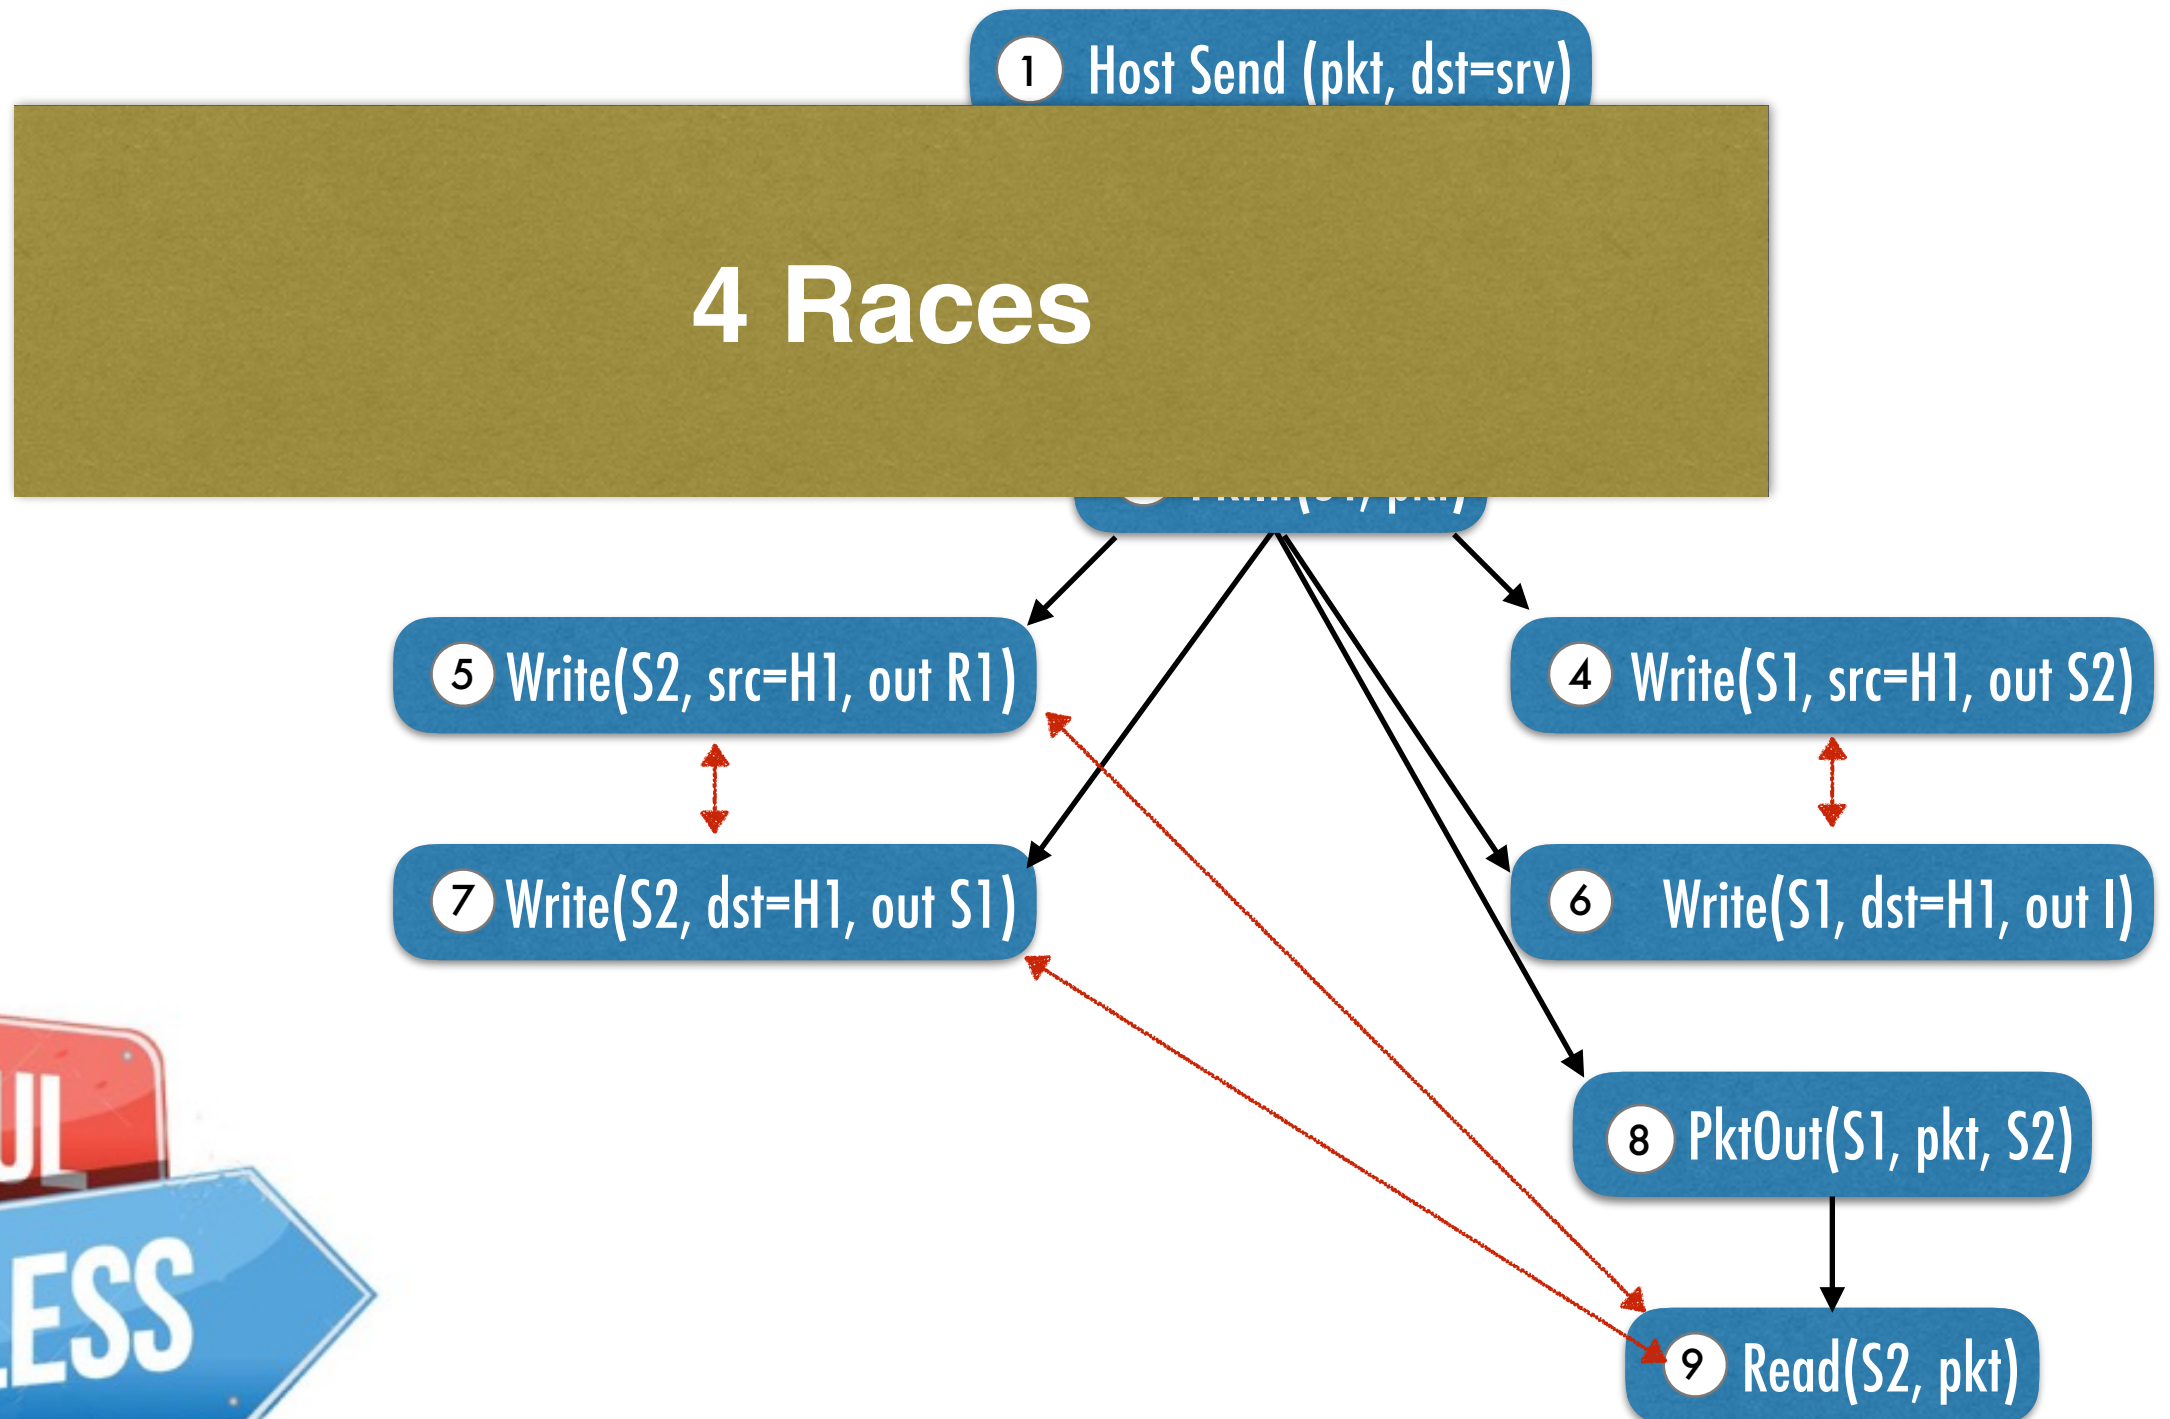 1 Host Send (pkt, dst=srv)
4 Races
5 Write(S2, src=H1, out R1)
4 Write(S1, src=H1, out S2)
7 Write(S2, dst=H1, out S1)
6 Write(S1, dst=H1, out I)
8 PktOut(S1, pkt, S2)
9 Read(S2, pkt)